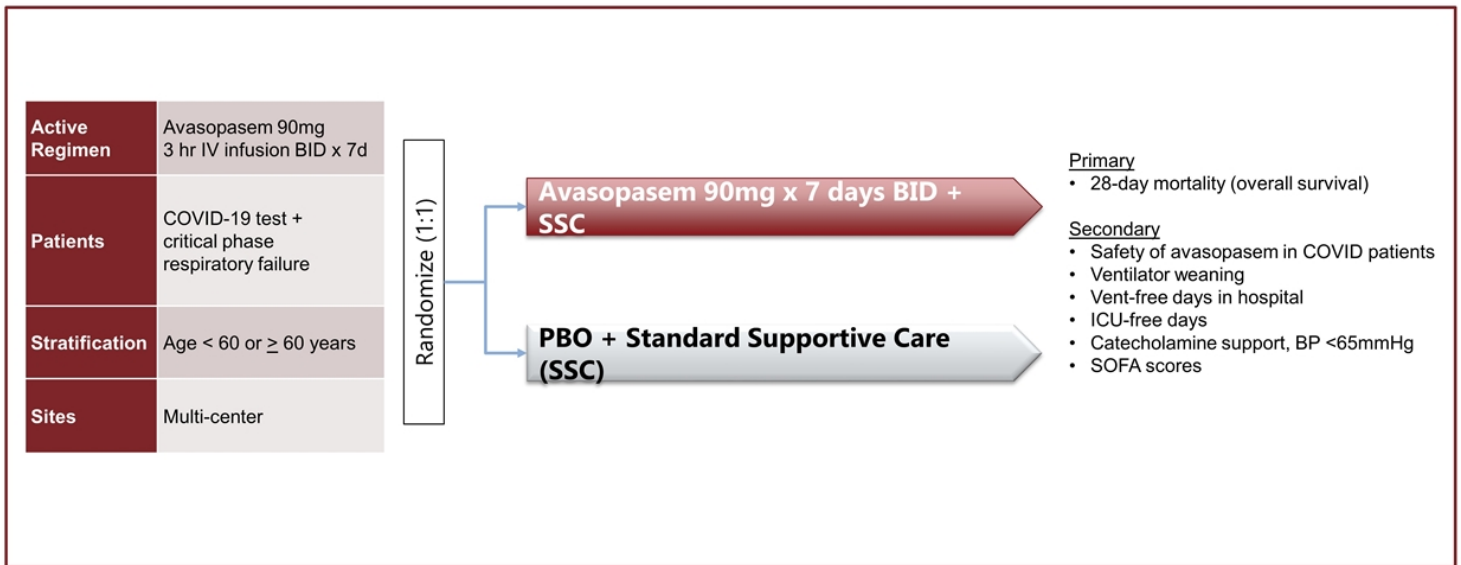 Active
Regimen
Avasopasem 90mg
3 hr IV infusion BID x 7d
Patients
COVID-19 test +
critical phase
respiratory failure
Stratification
Age < 60 or ≥ 60 years
Sites
Multi-center
Randomize (1:1)
Avasopasem 90mg x 7 days BID +
SSC
PBO + Standard Supportive Care
(SSC)
Primary
• 28-day mortality (overall survival)
Secondary
• Safety of avasopasem in COVID patients
• Ventilator weaning
• Vent-free days in hospital
• ICU-free days
• Catecholamine support, BP <65mmHg
• SOFA scores